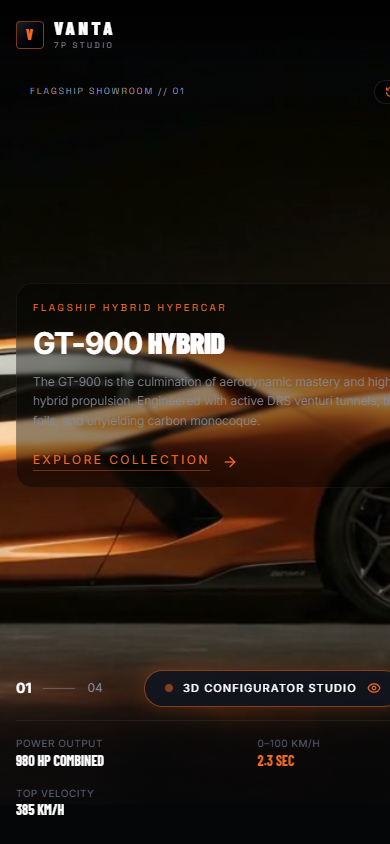 V
VANTA
7P STUDIO
FLAGSHIP SHOWROOM // 01
FLAGSHIP HYBRID HYPERCAR
GT-900 HYBRID
The GT-900 is the culmination of aerodynamic mastery and high
hybrid propulsion. Engineered with active DRS venturi tunnels,
foils, and unyielding carbon monocoque.
EXPLORE COLLECTION →
01 04
3D CONFIGURATOR STUDIO
POWER OUTPUT
980 HP COMBINED
0–100 KM/H
2.3 SEC
TOP VELOCITY
385 KM/H